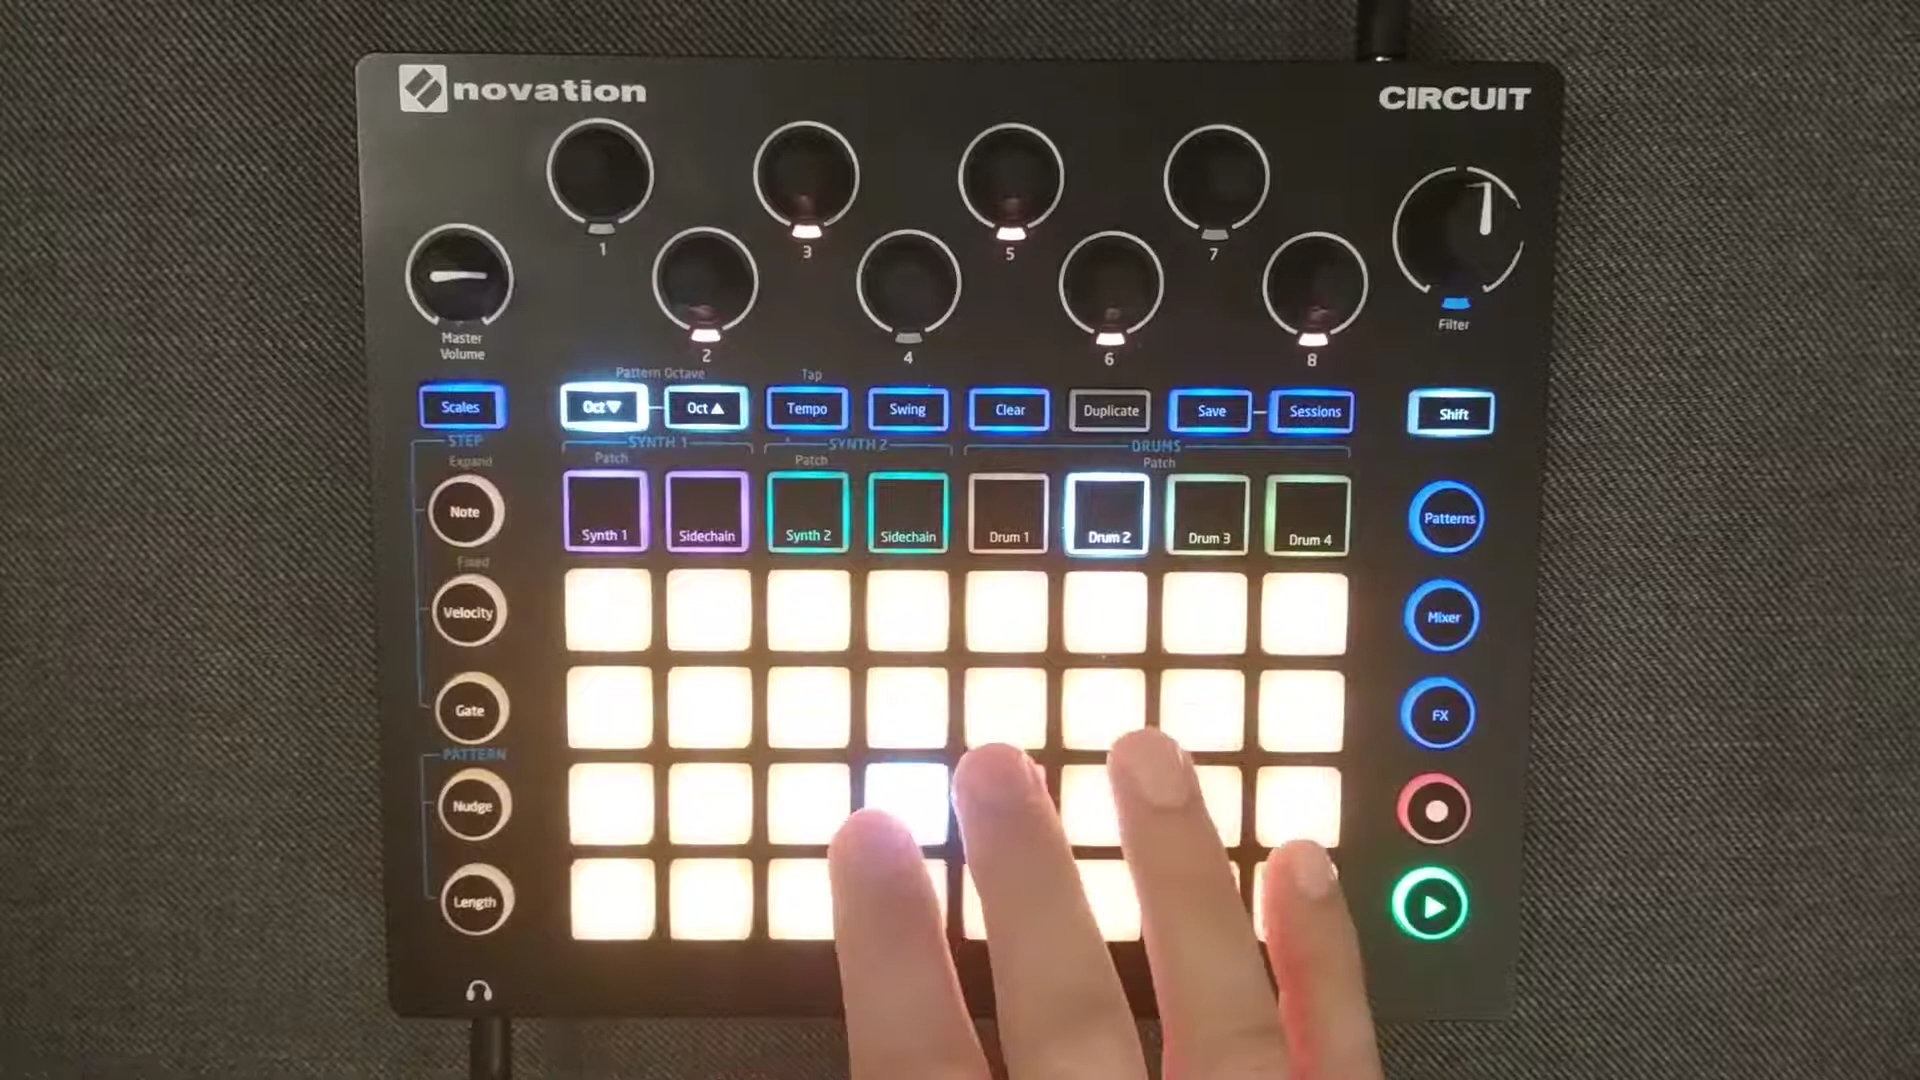 novation
CIRCUIT
1
3
5
7
Master
Volume
2
4
6
8
Filter
Pattern Octave
Tap
Scales
Oct▼
Oct▲
Tempo
Swing
Clear
Duplicate
Save
Sessions
Shift
STEP
SYNTH 1
SYNTH 2
DRUMS
Expand
Patch
Patch
Patch
Note
Synth 1
Sidechain
Synth 2
Sidechain
Drum 1
Drum 2
Drum 3
Drum 4
Patterns
Fixed
Velocity
Mixer
Gate
FX
PATTERN
Nudge
Length